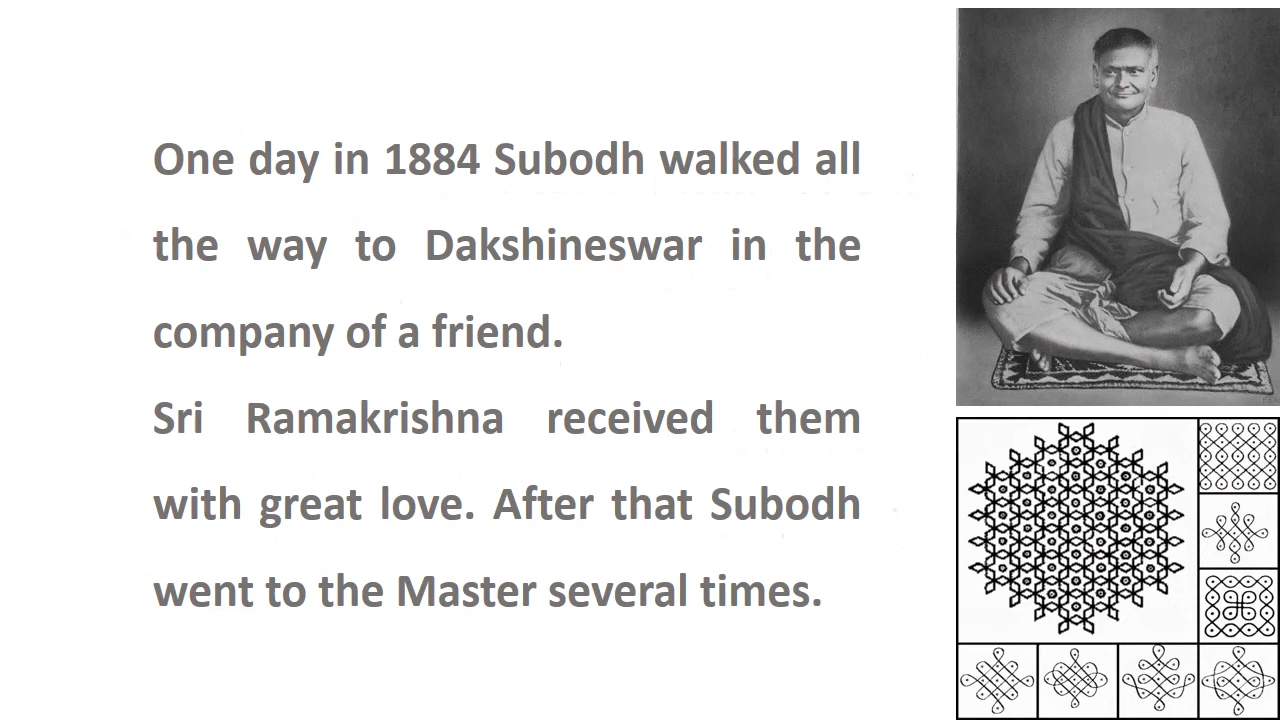 One day in 1884 Subodh walked all
the way to Dakshineswar in the
company of a friend.
Sri Ramakrishna received them
with great love. After that Subodh
went to the Master several times.